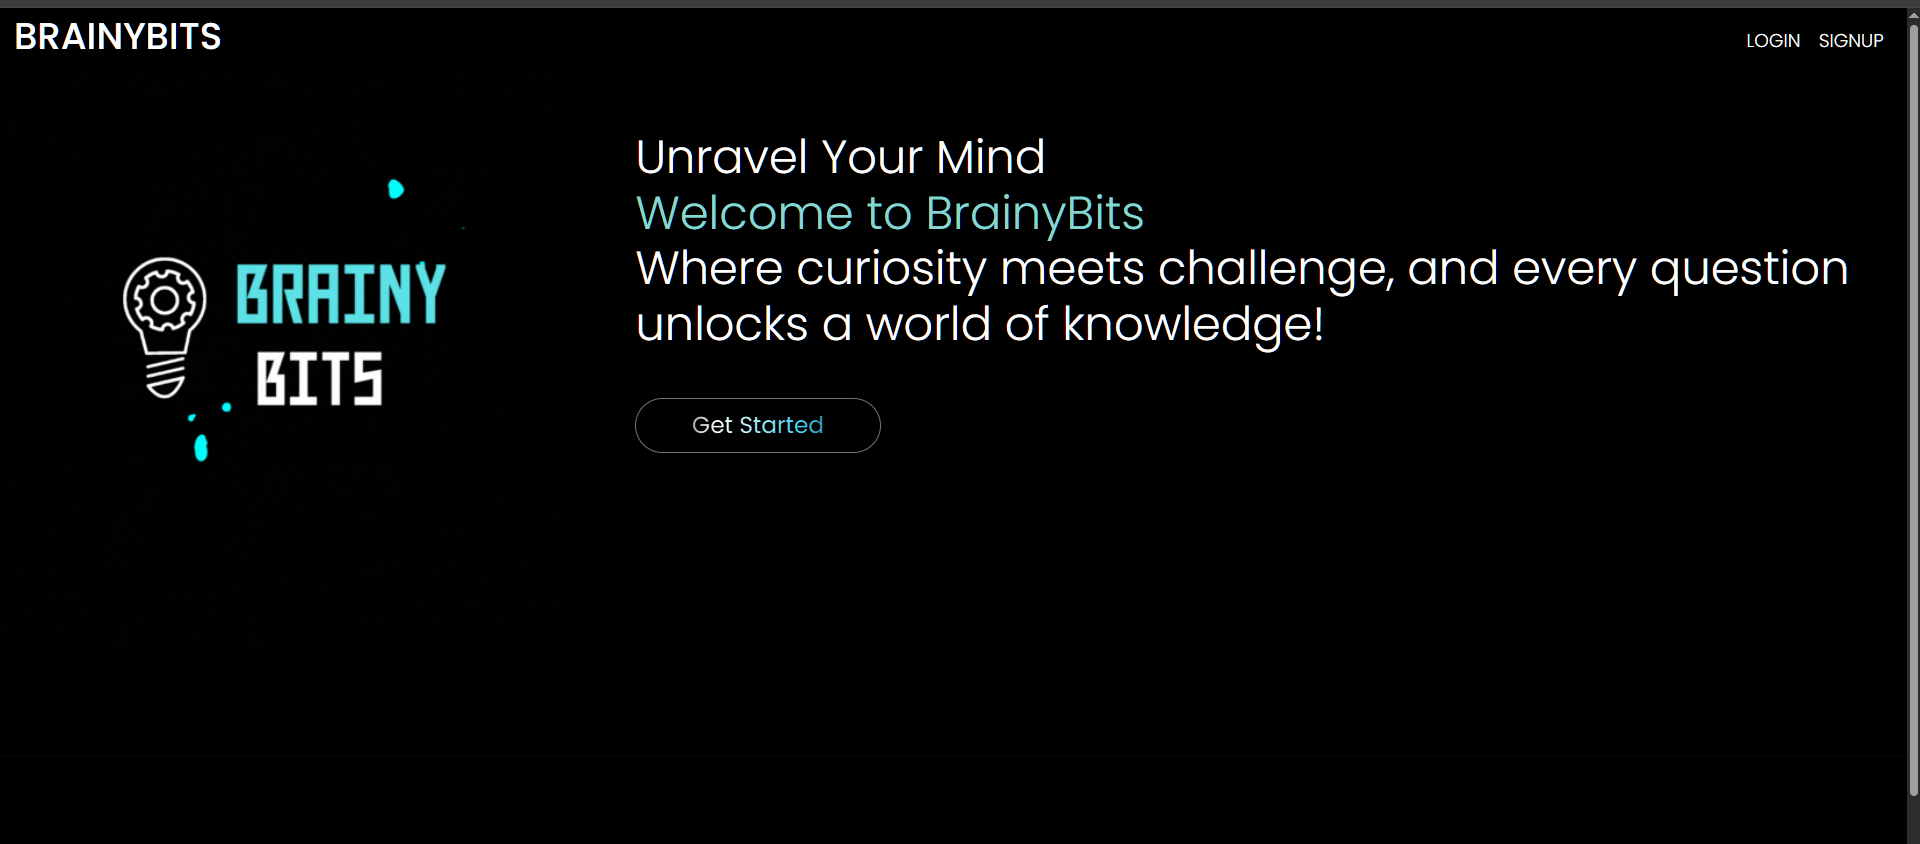 BRAINYBITS
LOGIN SIGNUP
BRAINY
BITS
Unravel Your Mind
Welcome to BrainyBits
Where curiosity meets challenge, and every question
unlocks a world of knowledge!
Get Started